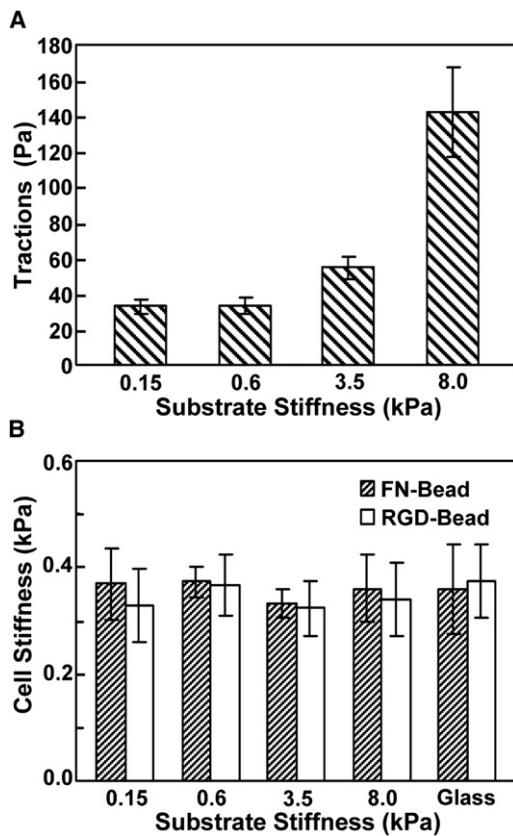 A
180
160
140
120
100
80
60
40
20
0
Tractions (Pa)
0.15 0.6 3.5 8.0
Substrate Stiffness (kPa)
B
0.6
0.4
0.2
0.0
Cell Stiffness (kPa)
FN-Bead
RGD-Bead
0.15 0.6 3.5 8.0 Glass
Substrate Stiffness (kPa)